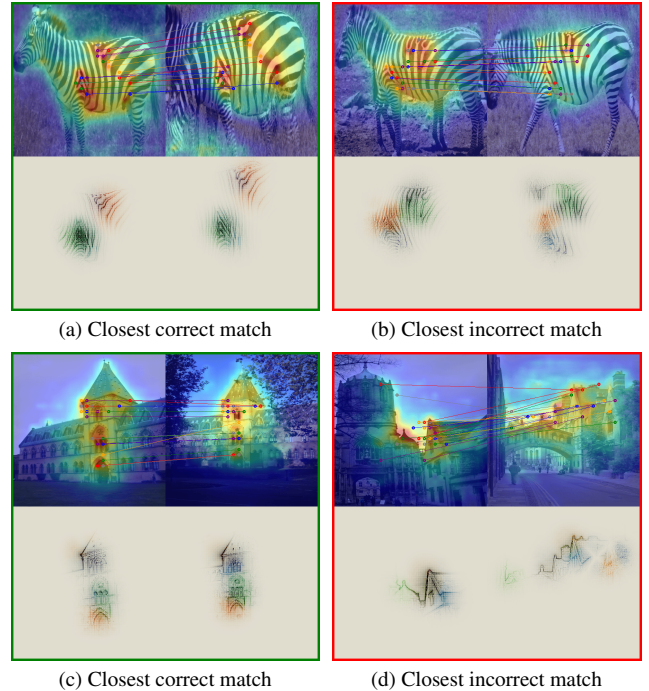 (a) Closest correct match
(b) Closest incorrect match
(c) Closest correct match
(d) Closest incorrect match